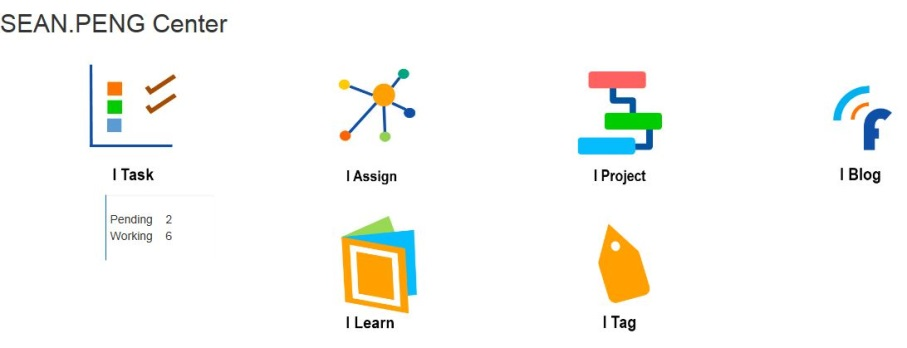 SEAN.PENG Center
I Task
I Assign
I Project
I Blog
Pending 2
Working 6
I Learn
I Tag